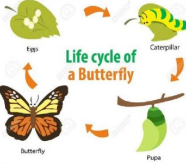 Eggs
Caterpillar
Life cycle of
a Butterfly
Butterfly
Pupa